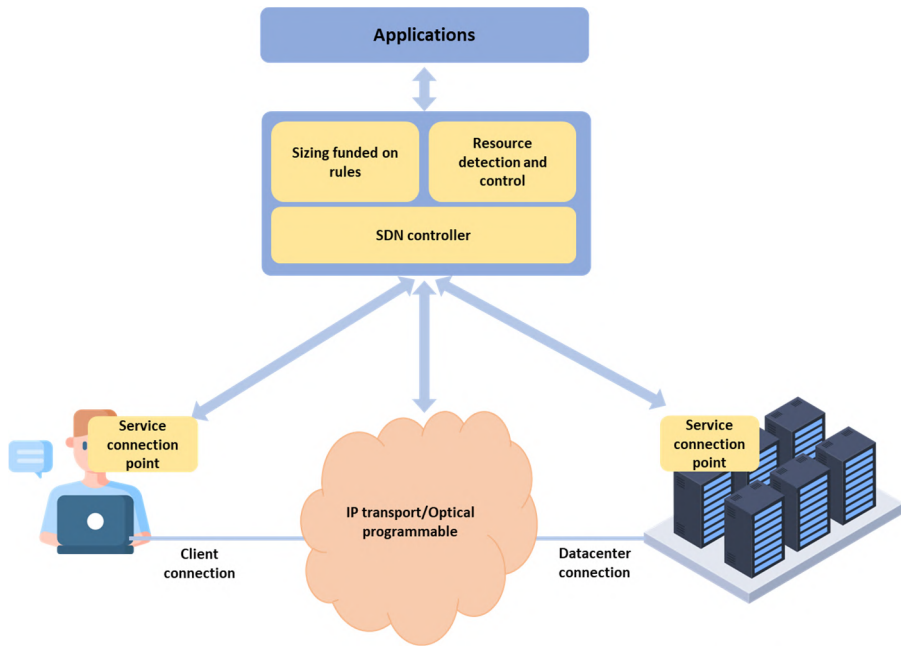 Applications
Sizing funded on
rules
Resource
detection and
control
SDN controller
Service
connection
point
Service
connection
point
IP transport/Optical
programmable
Client
connection
Datacenter
connection